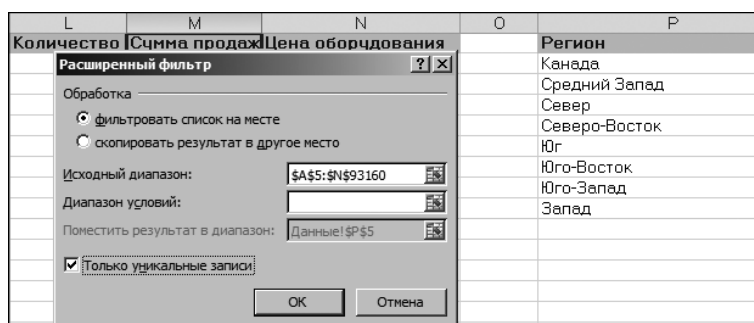 L M N O P
Количество Сумма продаж Цена оборудования Регион
Расширенный фильтр ? ×
Канада
Обработка
Средний Запад
фильтровать список на месте
Север
скопировать результат в другое место
Северо-Восток
Юг
Исходный диапазон: $A$5:$N$93160
Юго-Восток
Диапазон условий:
Юго-Запад
Поместить результат в диапазон: Данные!$P$5
Запад
Только уникальные записи
OK Отмена